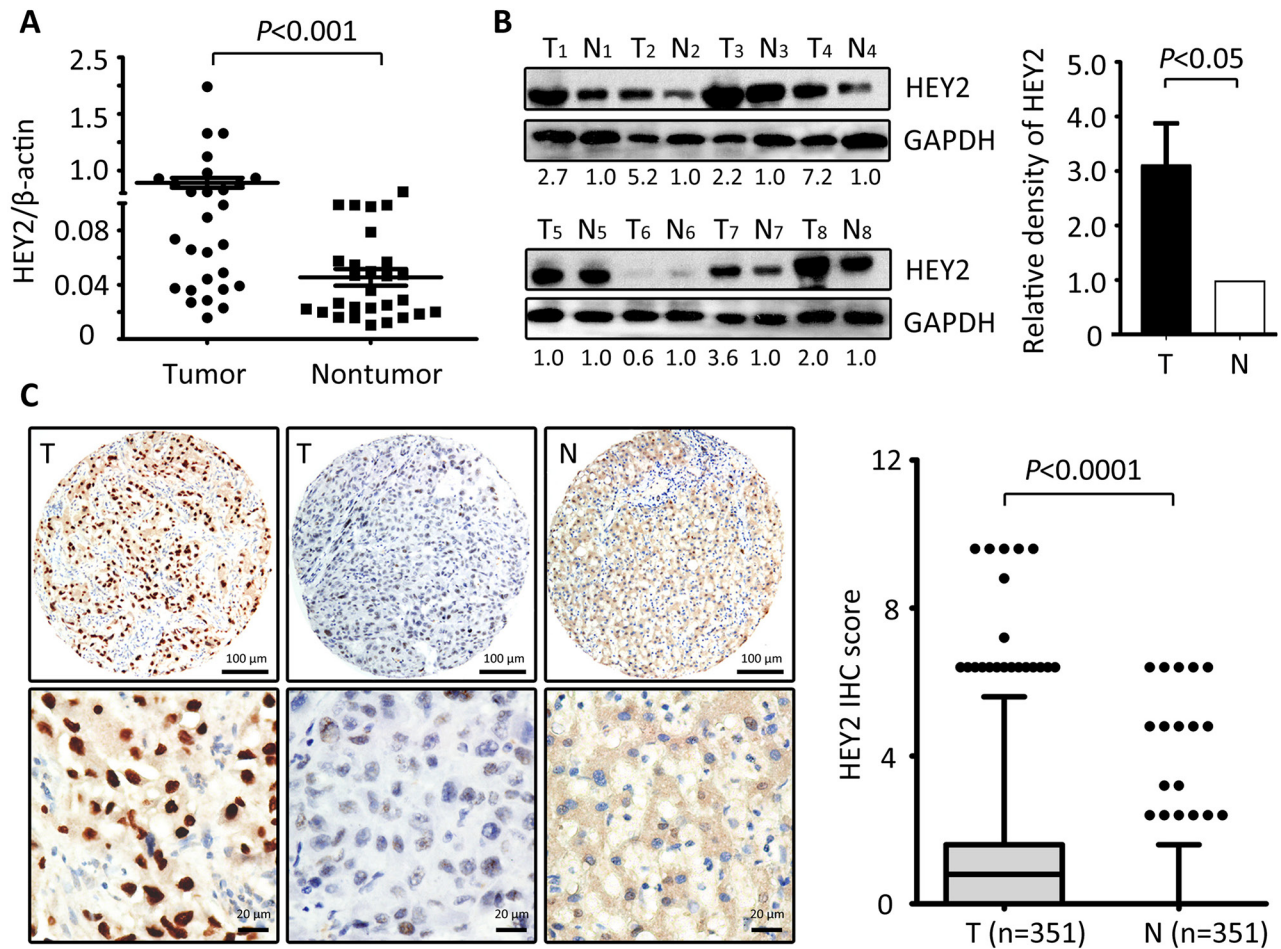 A
P<0.001
2.5
1.5
1.0
0.08
0.04
0
HEY2/β-actin
Tumor Nontumor
B
T1 N1 T2 N2 T3 N3 T4 N4
HEY2
GAPDH
2.7 1.0 5.2 1.0 2.2 1.0 7.2 1.0
T5 N5 T6 N6 T7 N7 T8 N8
HEY2
GAPDH
1.0 1.0 0.6 1.0 3.6 1.0 2.0 1.0
P<0.05
5.0
4.0
3.0
2.0
1.0
0
Relative density of HEY2
T N
C
T
100 μm
T
100 μm
N
100 μm
20 μm
20 μm
20 μm
P<0.0001
12
8
4
0
HEY2 IHC score
T (n=351) N (n=351)